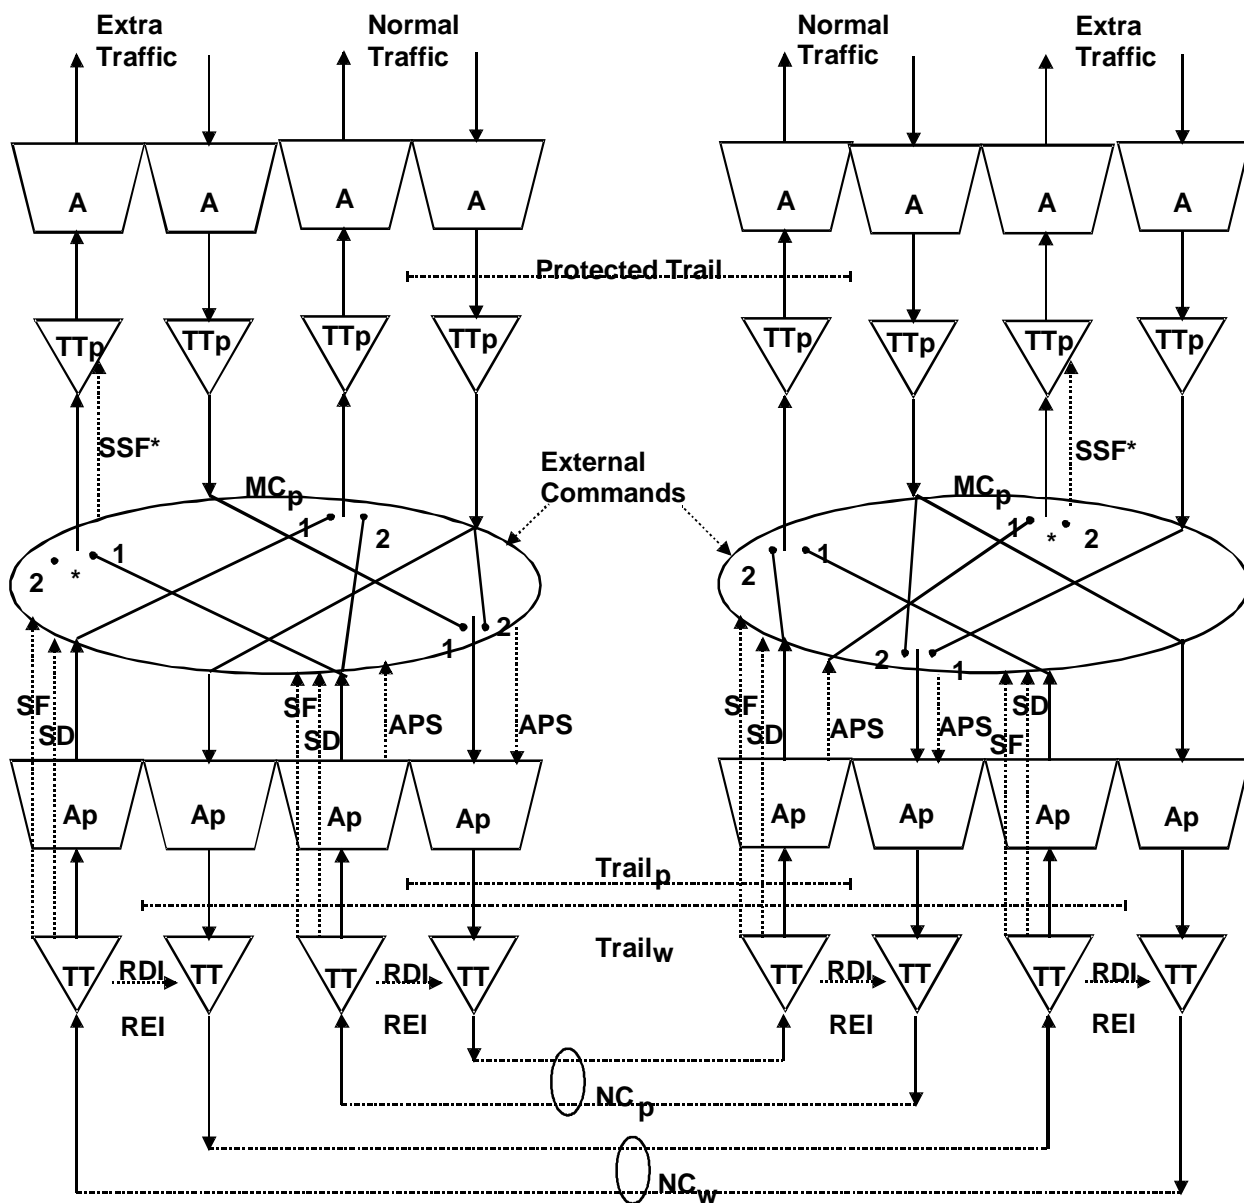 Extra Traffic
Normal Traffic
Normal Traffic
Extra Traffic
A A A A A A A A
Protected Trail
TTp TTp TTp TTp TTp TTp TTp TTp
SSF*
External Commands
SSF*
MCp
MCp
1 2
1 * 2
2 * 1
2 1
1 2
2 1
SF SD SF SD APS APS
SF SD APS APS SF SD
Ap Ap Ap Ap Ap Ap Ap Ap
Trailp
Trailw
TT RDI TT TT RDI TT TT RDI TT TT RDI TT
REI REI REI REI
NCp
NCw